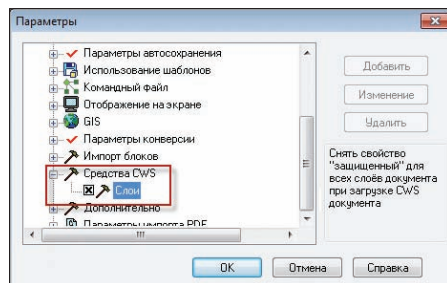 Параметры
Параметры автосохранения
Использование шаблонов
Командный файл
Отображение на экране
GIS
Параметры конверсии
Импорт блоков
Средства CWS
Слои
Дополнительно
Параметры импорта PDF
Добавить
Изменение
Удалить
Снять свойство
"защищенный" для
всех слоёв документа
при загрузке CWS
документа
OK
Отмена
Справка